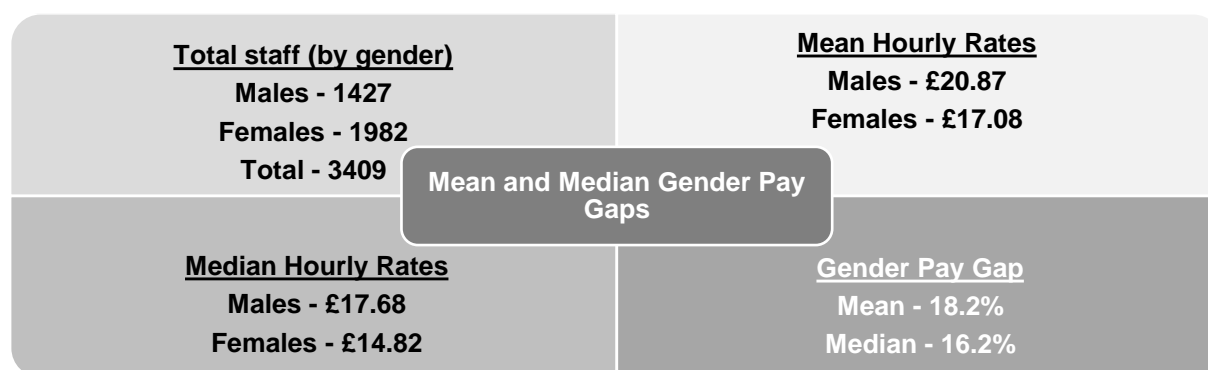 Total staff (by gender)
Males - 1427
Females - 1982
Total - 3409
Mean Hourly Rates
Males - £20.87
Females - £17.08
Mean and Median Gender Pay
Gaps
Median Hourly Rates
Males - £17.68
Females - £14.82
Gender Pay Gap
Mean - 18.2%
Median - 16.2%